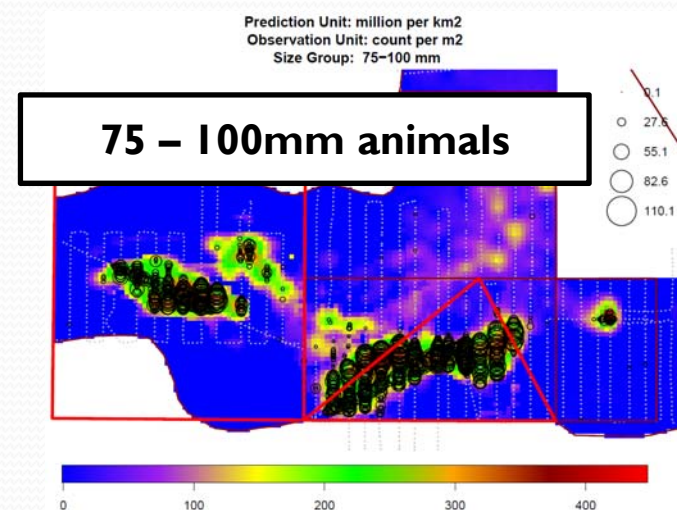 Prediction Unit: million per km2
Observation Unit: count per m2
Size Group: 75−100 mm
75 – 100mm animals
0.1
27.6
55.1
82.6
110.1
0 100 200 300 400